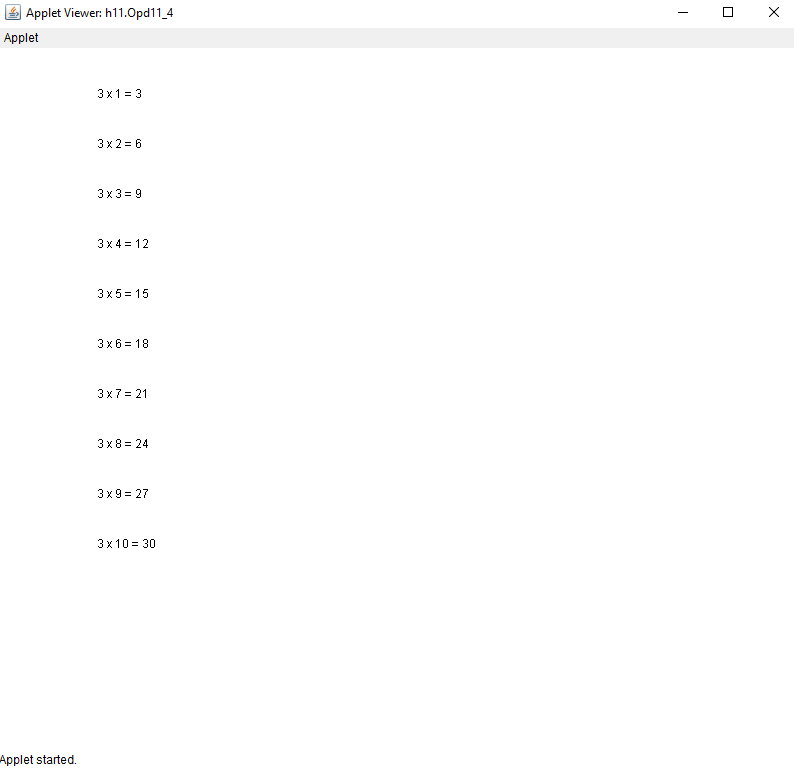 Applet Viewer: h11.Opd11_4
Applet
3 x 1 = 3
3 x 2 = 6
3 x 3 = 9
3 x 4 = 12
3 x 5 = 15
3 x 6 = 18
3 x 7 = 21
3 x 8 = 24
3 x 9 = 27
3 x 10 = 30
Applet started.